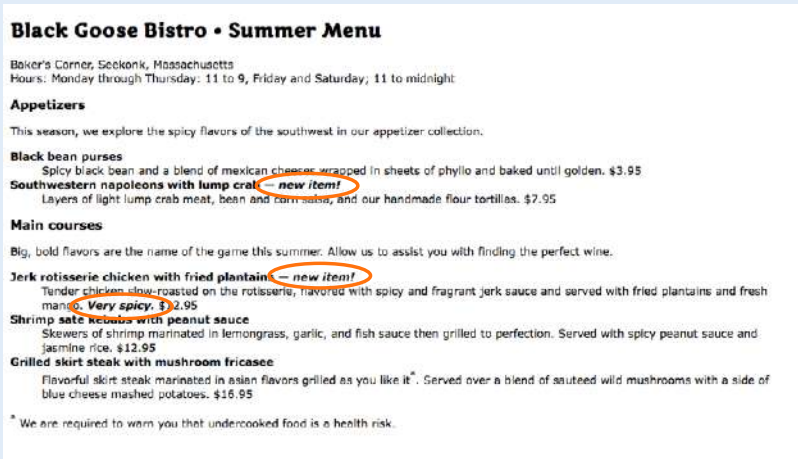 Black Goose Bistro • Summer Menu
Baker's Corner, Seekonk, Massachusetts
Hours: Monday through Thursday: 11 to 9, Friday and Saturday; 11 to midnight
Appetizers
This season, we explore the spicy flavors of the southwest in our appetizer collection.
Black bean purses
Spicy black bean and a blend of mexican cheeses wrapped in sheets of phyllo and baked until golden. $3.95
Southwestern napoleons with lump crab — new item!
Layers of light lump crab meat, bean and corn salsa, and our handmade flour tortillas. $7.95
Main courses
Big, bold flavors are the name of the game this summer. Allow us to assist you with finding the perfect wine.
Jerk rotisserie chicken with fried plantains — new item!
Tender chicken slow-roasted on the rotisserie, flavored with spicy and fragrant jerk sauce and served with fried plantains and fresh
mango. Very spicy. $12.95
Shrimp sate kebabs with peanut sauce
Skewers of shrimp marinated in lemongrass, garlic, and fish sauce then grilled to perfection. Served with spicy peanut sauce and
jasmine rice. $12.95
Grilled skirt steak with mushroom fricasee
Flavorful skirt steak marinated in asian flavors grilled as you like it*. Served over a blend of sauteed wild mushrooms with a side of
blue cheese mashed potatoes. $16.95
* We are required to warn you that undercooked food is a health risk.